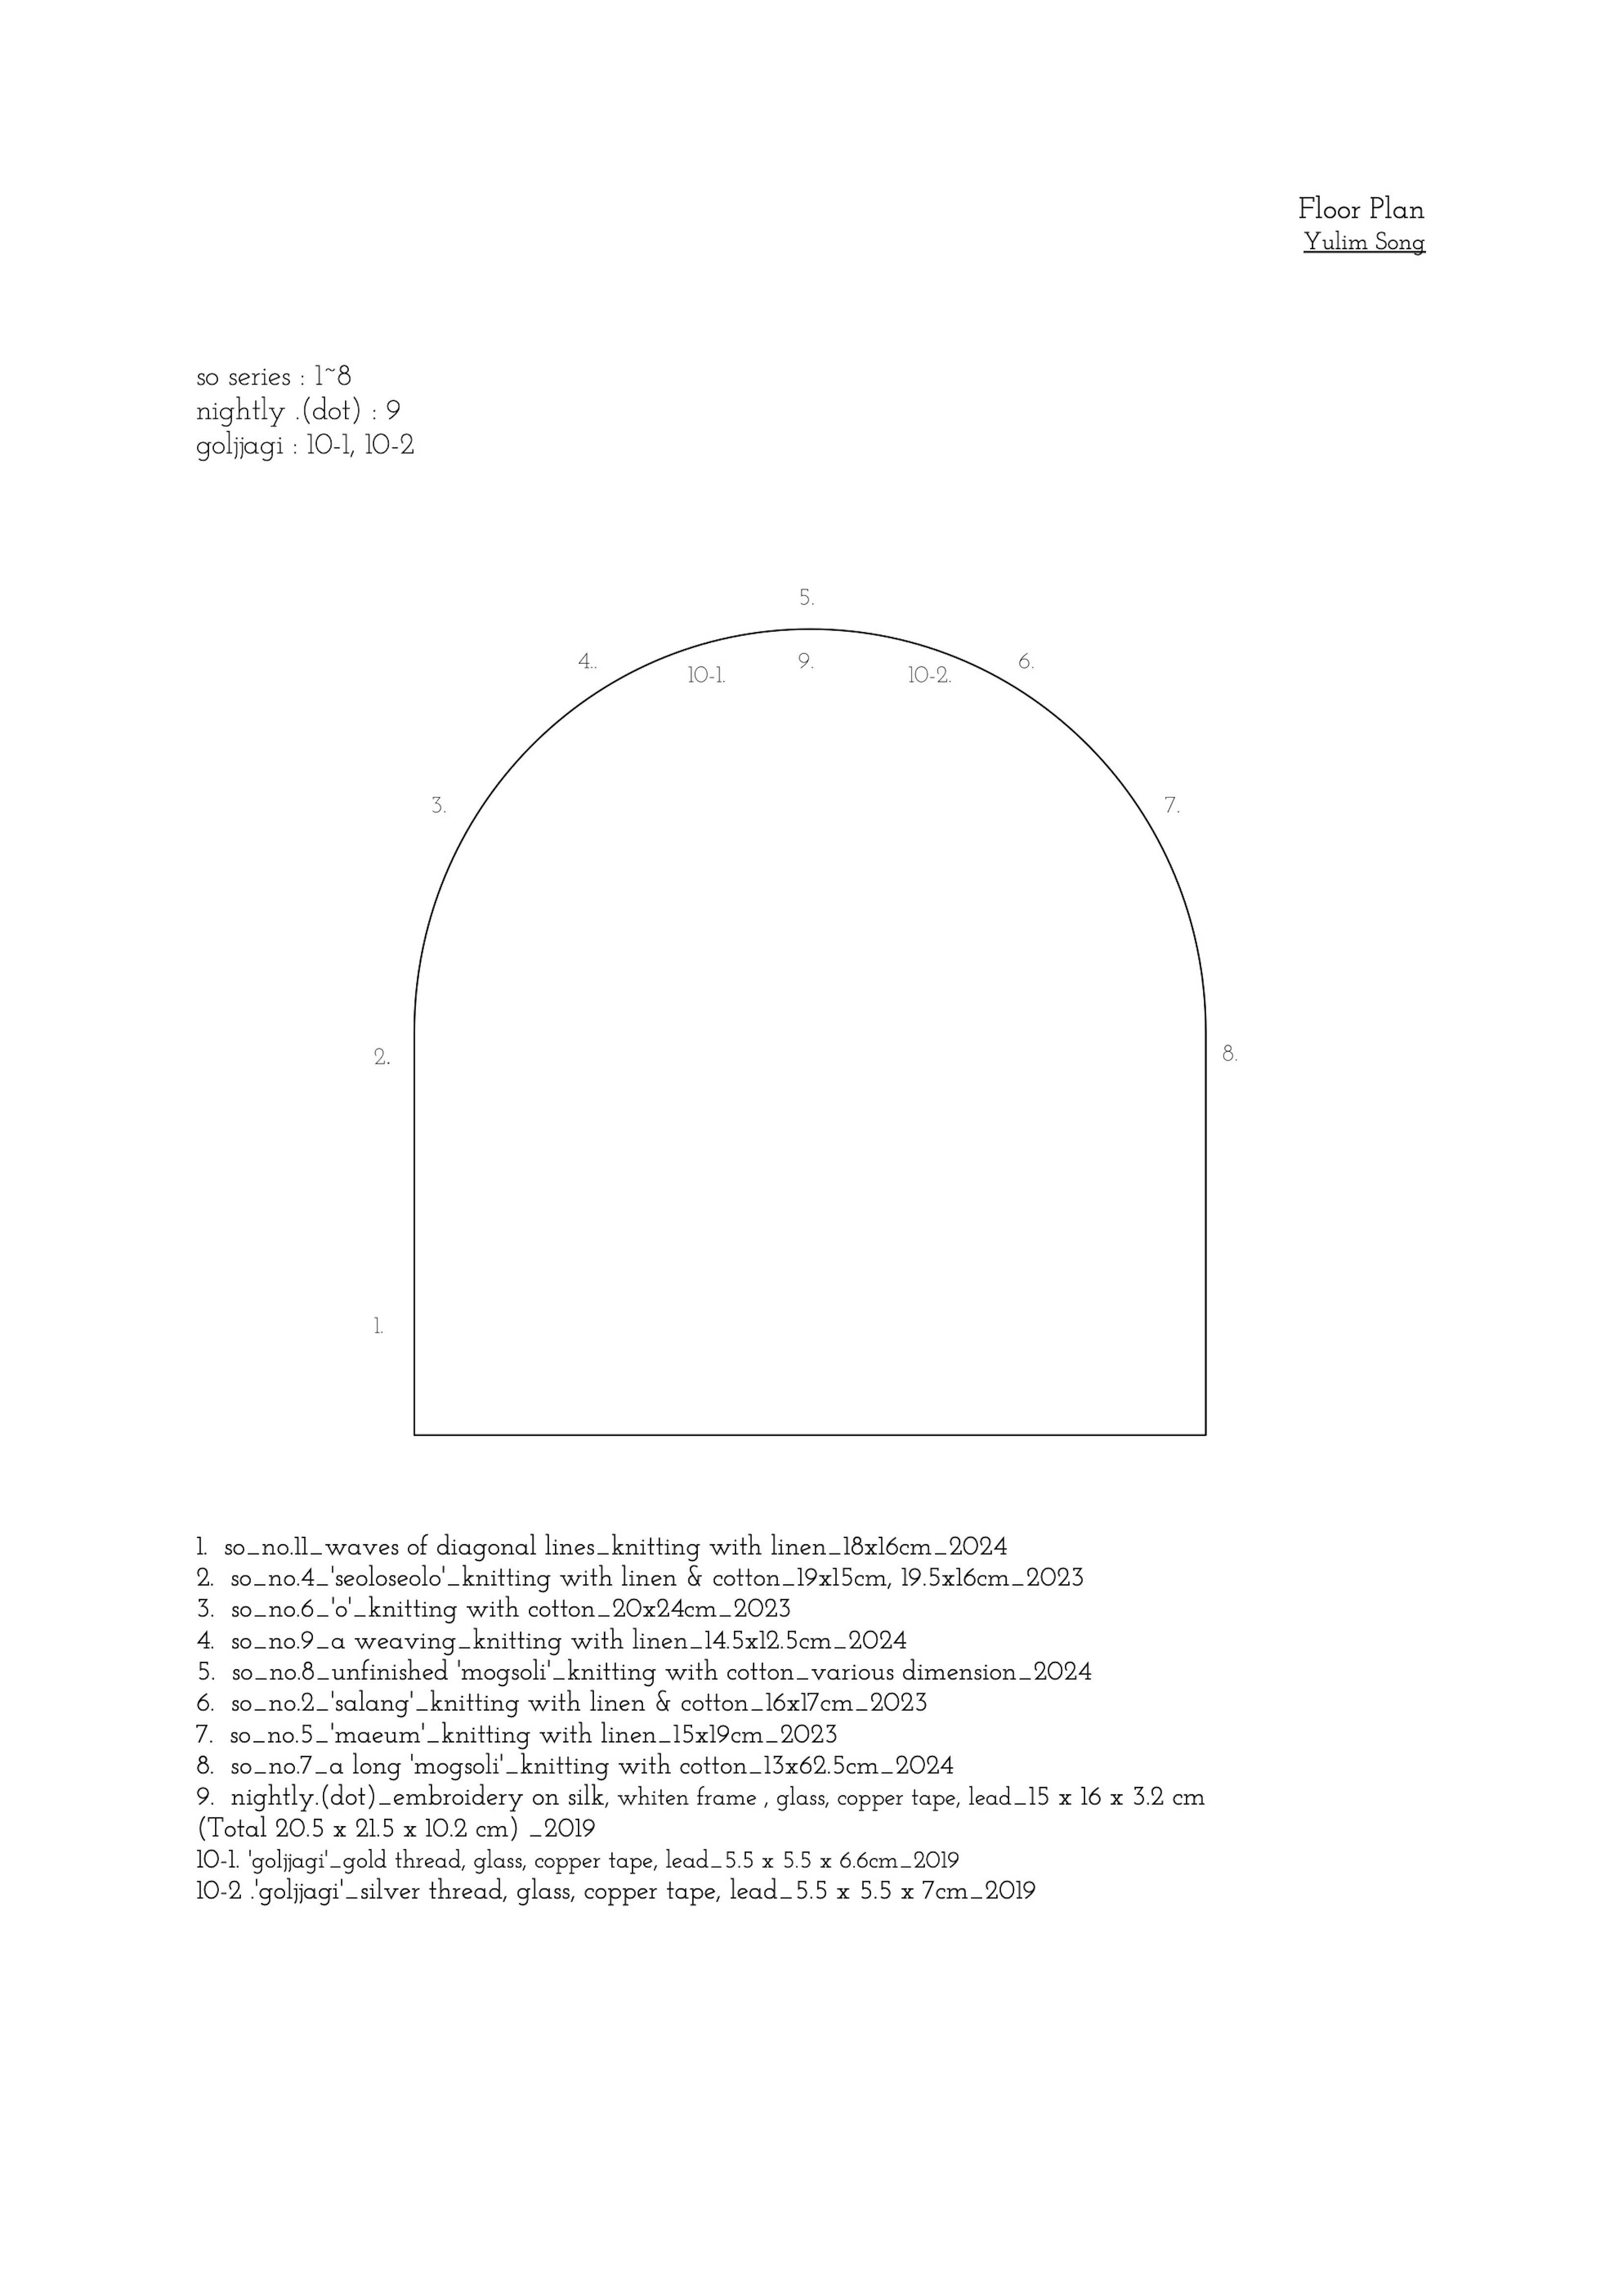 Floor Plan
Yulim Song
so series : 1~8
nightly .(dot) : 9
goljjagi : 10-1, 10-2
5.
4..
10-1.
9.
10-2.
6.
3.
7.
2.
8.
1.
1. so_no.11_waves of diagonal lines_knitting with linen_18x16cm_2024
2. so_no.4_'seoloseolo'_knitting with linen & cotton_19x15cm, 19.5x16cm_2023
3. so_no.6_'o'_knitting with cotton_20x24cm_2023
4. so_no.9_a weaving_knitting with linen_14.5x12.5cm_2024
5. so_no.8_unfinished 'mogsoli'_knitting with cotton_various dimension_2024
6. so_no.2_'salang'_knitting with linen & cotton_16x17cm_2023
7. so_no.5_'maeum'_knitting with linen_15x19cm_2023
8. so_no.7_a long 'mogsoli'_knitting with cotton_13x62.5cm_2024
9. nightly.(dot)_embroidery on silk, whiten frame , glass, copper tape, lead_15 x 16 x 3.2 cm
(Total 20.5 x 21.5 x 10.2 cm) _2019
10-1. 'goljjagi'_gold thread, glass, copper tape, lead_5.5 x 5.5 x 6.6cm_2019
10-2 .'goljjagi'_silver thread, glass, copper tape, lead_5.5 x 5.5 x 7cm_2019